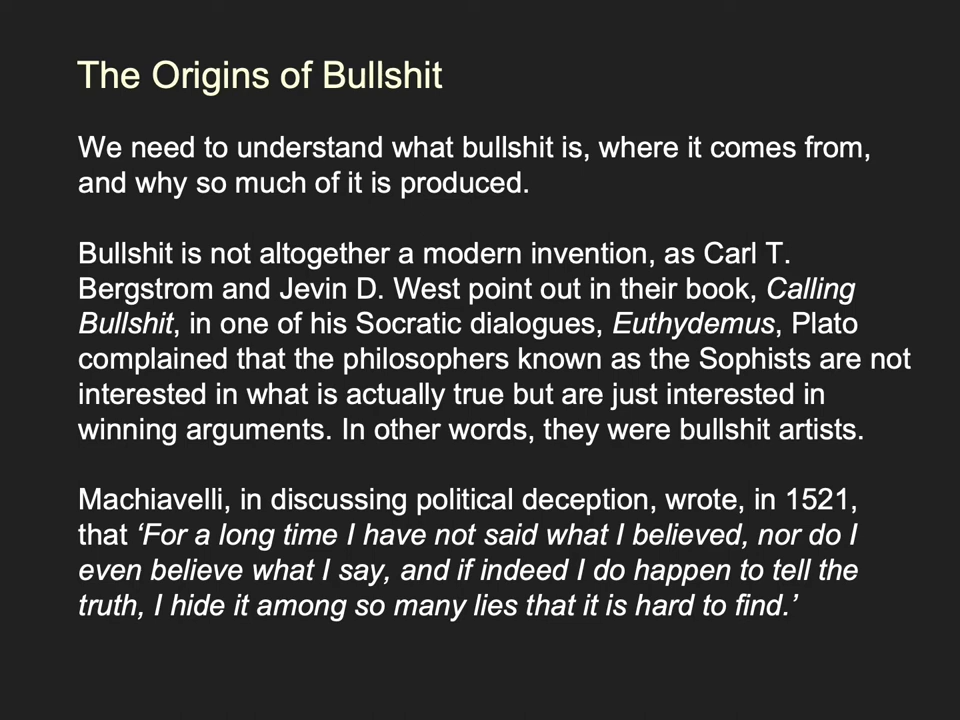 The Origins of Bullshit
We need to understand what bullshit is, where it comes from,
and why so much of it is produced.
Bullshit is not altogether a modern invention, as Carl T.
Bergstrom and Jevin D. West point out in their book, Calling
Bullshit, in one of his Socratic dialogues, Euthydemus, Plato
complained that the philosophers known as the Sophists are not
interested in what is actually true but are just interested in
winning arguments. In other words, they were bullshit artists.
Machiavelli, in discussing political deception, wrote, in 1521,
that ‘For a long time I have not said what I believed, nor do I
even believe what I say, and if indeed I do happen to tell the
truth, I hide it among so many lies that it is hard to find.’